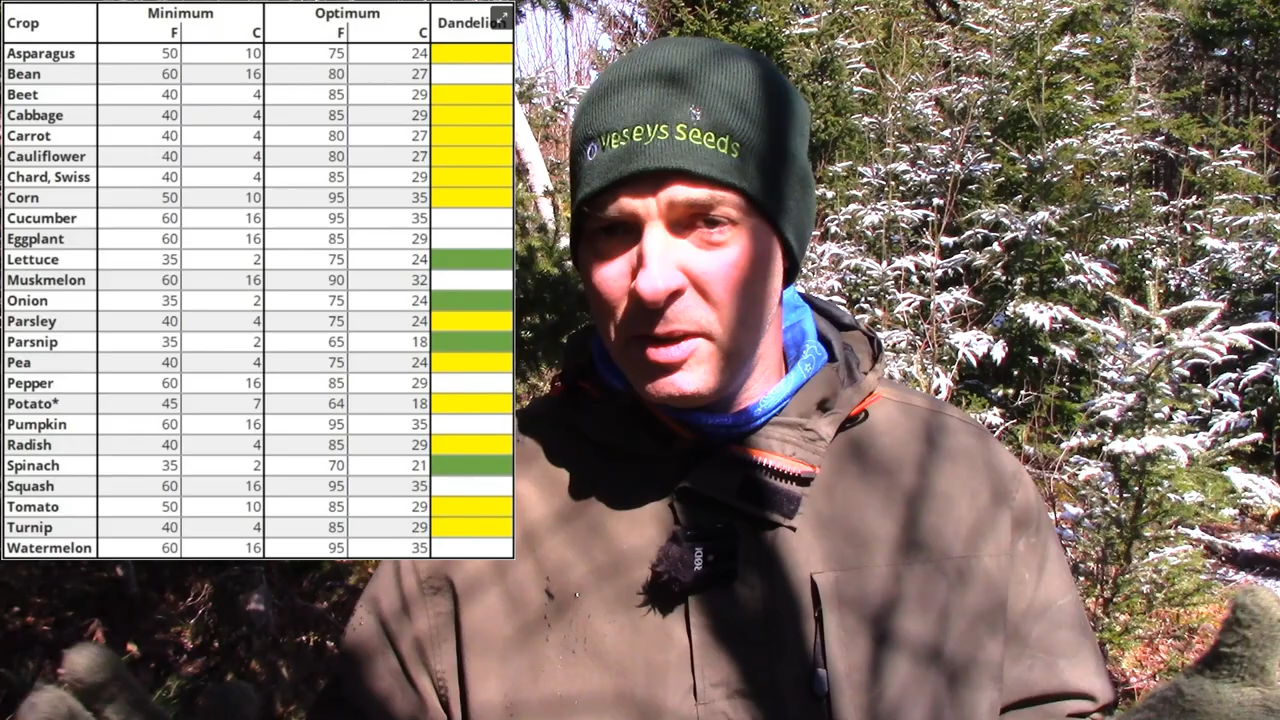 Crop Minimum Optimum Dandelion
F C F C
Asparagus 50 10 75 24
Bean 60 16 80 27
Beet 40 4 85 29
Cabbage 40 4 85 29
Carrot 40 4 80 27
Cauliflower 40 4 80 27
Chard, Swiss 40 4 85 29
Corn 50 10 95 35
Cucumber 60 16 95 35
Eggplant 60 16 85 29
Lettuce 35 2 75 24
Muskmelon 60 16 90 32
Onion 35 2 75 24
Parsley 40 4 75 24
Parsnip 35 2 65 18
Pea 40 4 75 24
Pepper 60 16 85 29
Potato* 45 7 64 18
Pumpkin 60 16 95 35
Radish 40 4 85 29
Spinach 35 2 70 21
Squash 60 16 95 35
Tomato 50 10 85 29
Turnip 40 4 85 29
Watermelon 60 16 95 35
veseys seeds
RØDE